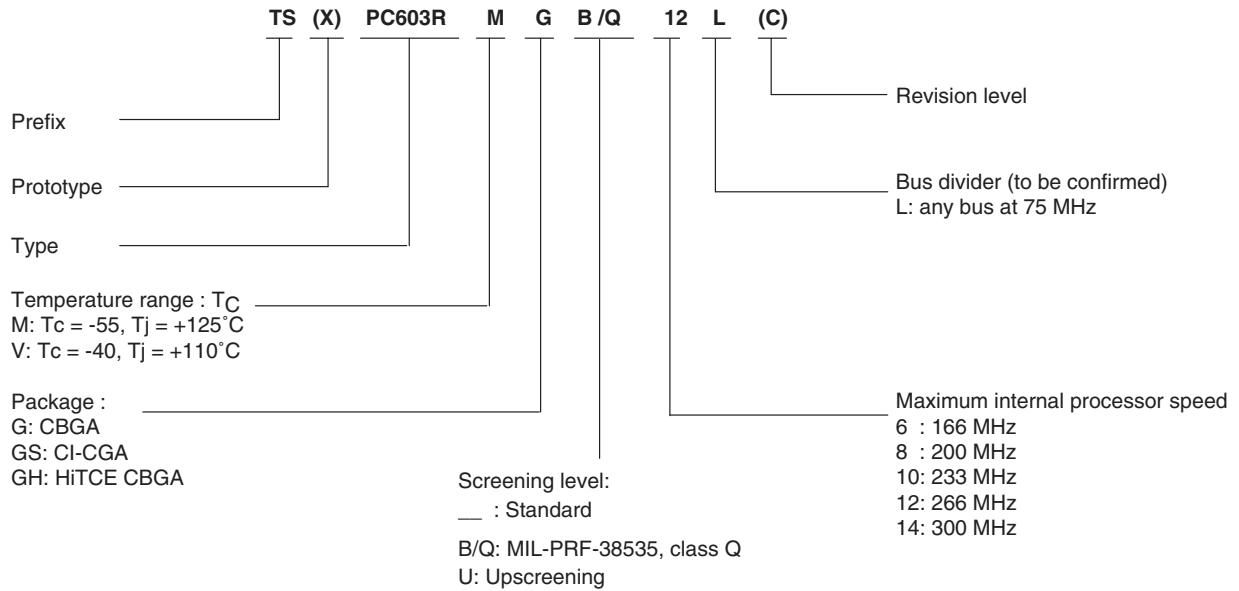 TS (X) PC603R M G B /Q 12 L (C)
Prefix
Prototype
Type
Temperature range : TC
M: Tc = -55, Tj = +125˚C
V: Tc = -40, Tj = +110˚C
Package :
G: CBGA
GS: CI-CGA
GH: HiTCE CBGA
Screening level:
__ : Standard
B/Q: MIL-PRF-38535, class Q
U: Upscreening
Revision level
Bus divider (to be confirmed)
L: any bus at 75 MHz
Maximum internal processor speed
6 : 166 MHz
8 : 200 MHz
10: 233 MHz
12: 266 MHz
14: 300 MHz